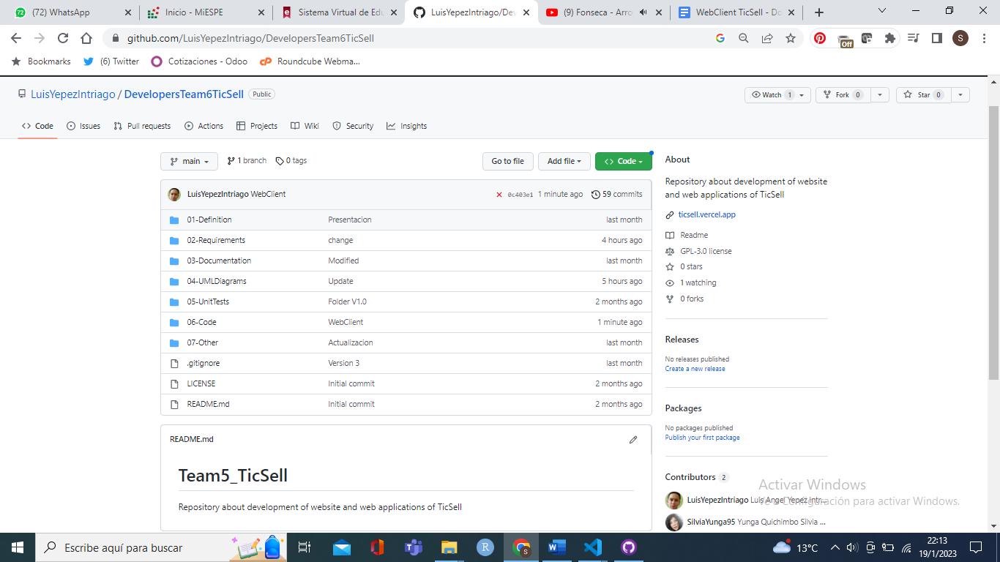 (72) WhatsApp
Inicio - MiESPE
Sistema Virtual de Edu
LuisYepezIntriago/Dev
(9) Fonseca - Arro
WebClient TicSell - Do
github.com/LuisYepezIntriago/DevelopersTeam6TicSell
Off
S
Bookmarks
(6) Twitter
Cotizaciones - Odoo
Roundcube Webma...
LuisYepezIntriago / DevelopersTeam6TicSell Public
Watch 1
Fork 0
Star 0
Code
Issues
Pull requests
Actions
Projects
Wiki
Security
Insights
main
1 branch
0 tags
Go to file
Add file
Code
LuisYepezIntriago WebClient
0c403e1 1 minute ago
59 commits
01-Definition Presentacion last month
02-Requirements change 4 hours ago
03-Documentation Modified last month
04-UMLDiagrams Update 5 hours ago
05-UnitTests Folder V1.0 2 months ago
06-Code WebClient 1 minute ago
07-Other Actualizacion last month
.gitignore Version 3 last month
LICENSE Initial commit 2 months ago
README.md Initial commit 2 months ago
README.md
Team5_TicSell
Repository about development of website and web applications of TicSell
About
Repository about development of website
and web applications of TicSell
ticsell.vercel.app
Readme
GPL-3.0 license
0 stars
1 watching
0 forks
Releases
No releases published
Create a new release
Packages
No packages published
Publish your first package
Contributors 2
LuisYepezIntriago Luis Angel Yepez Intr...
SilviaYunga95 Yunga Quichimbo Silvia ...
Activar Windows
Ve a Configuración para activar Windows.
Escribe aquí para buscar
13°C
22:13
19/1/2023